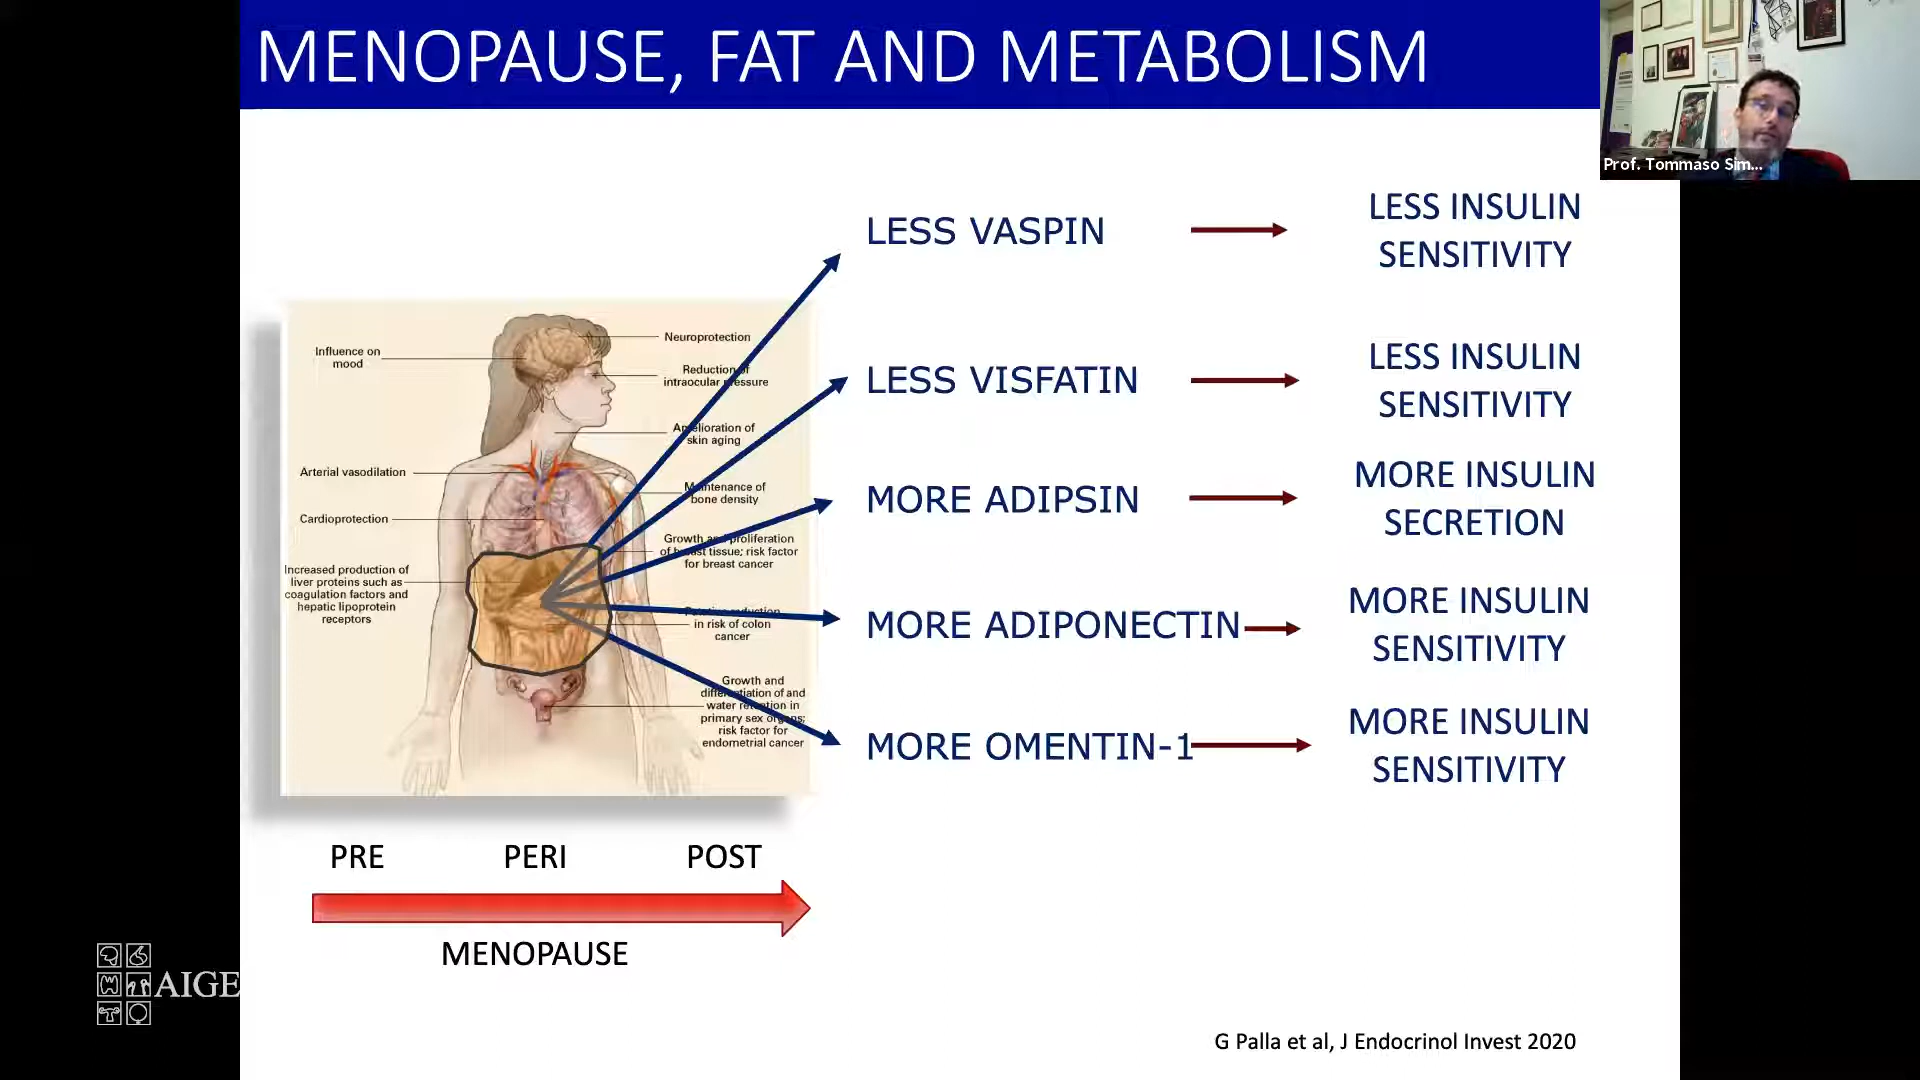 MENOPAUSE, FAT AND METABOLISM
Prof. Tommaso Sim...
LESS VASPIN
LESS INSULIN
SENSITIVITY
LESS VISFATIN
LESS INSULIN
SENSITIVITY
MORE ADIPSIN
MORE INSULIN
SECRETION
MORE ADIPONECTIN
MORE INSULIN
SENSITIVITY
MORE OMENTIN-1
MORE INSULIN
SENSITIVITY
Influence on
mood
Arterial vasodilation
Cardioprotection
Increased production of
liver proteins such as
coagulation factors and
hepatic lipoprotein
receptors
Neuroprotection
Reduction of
intraocular pressure
Amelioration of
skin aging
Maintenance of
bone density
Growth and proliferation
of breast tissue; risk factor
for breast cancer
Putative reduction
in risk of colon
cancer
Growth and
differentiation of and
water retention in
primary sex organs;
risk factor for
endometrial cancer
PRE
PERI
POST
MENOPAUSE
AIGE
G Palla et al, J Endocrinol Invest 2020